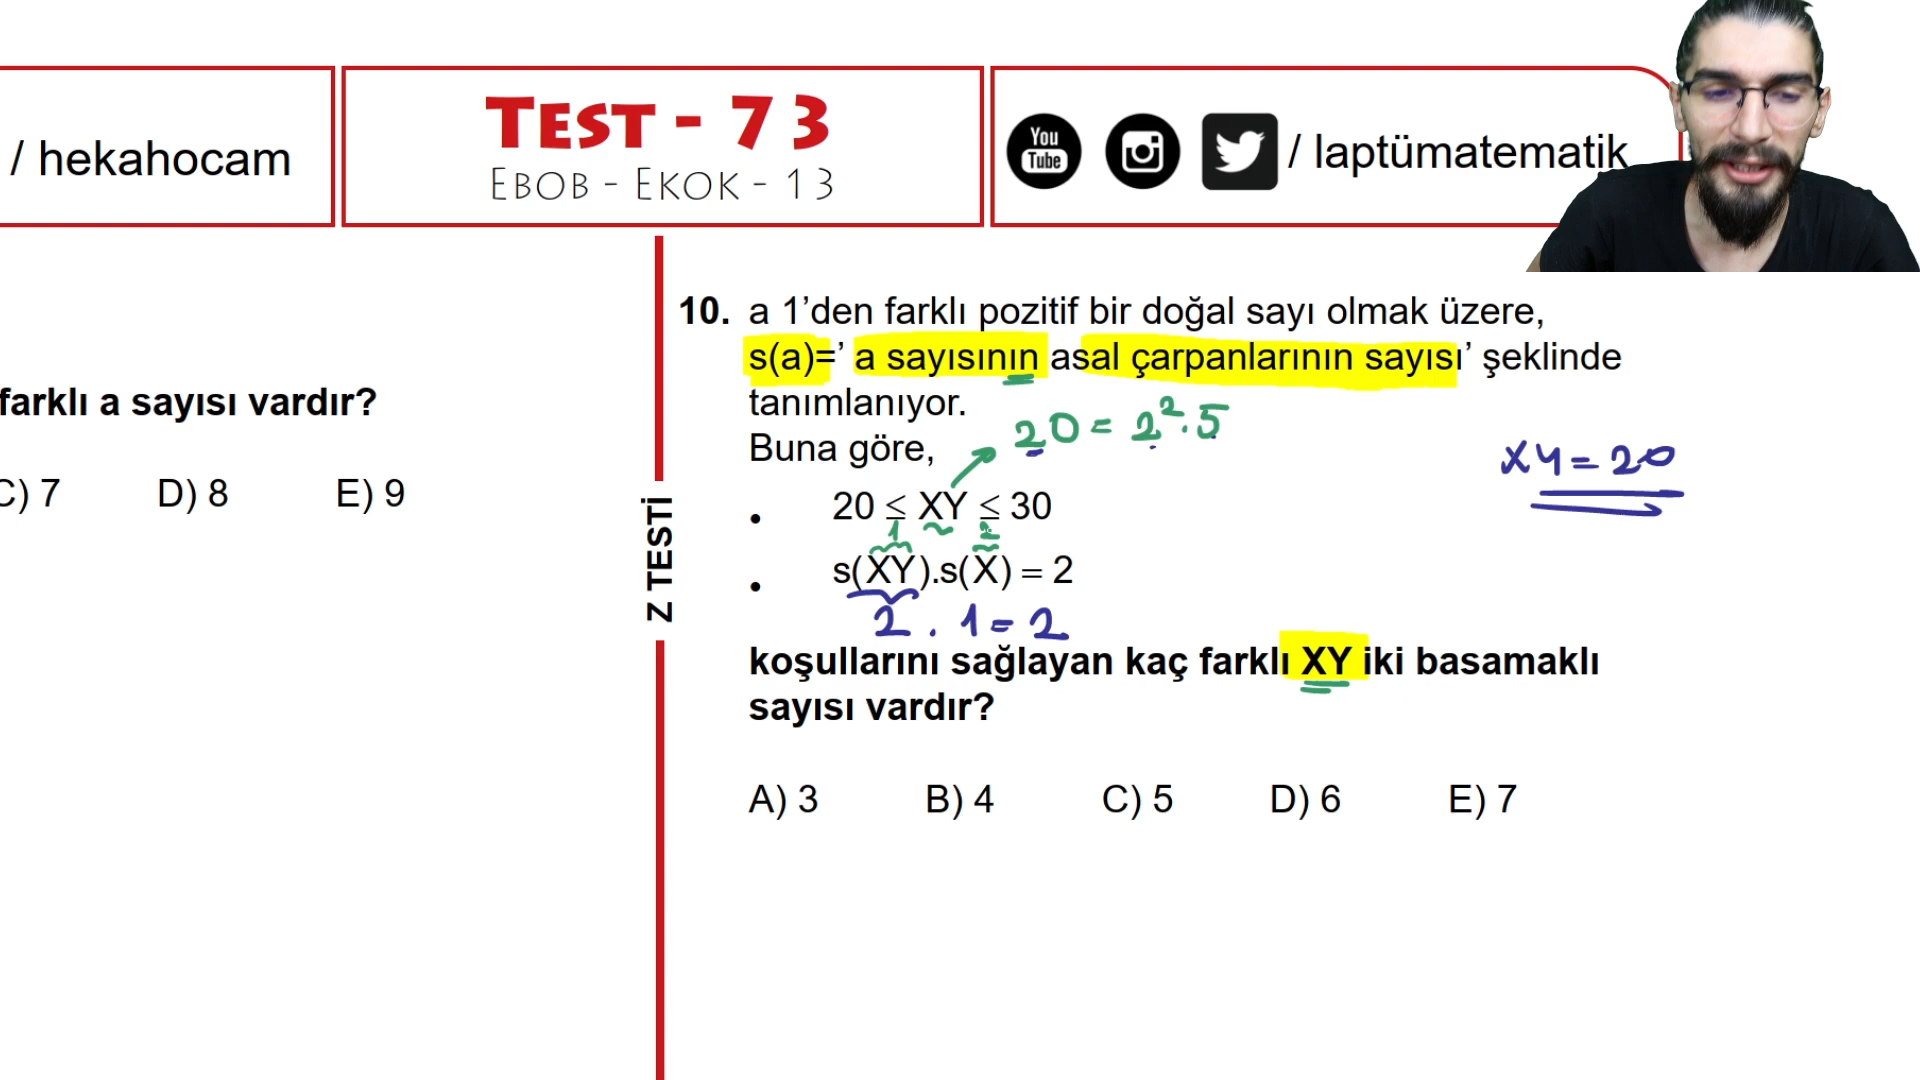 / hekahocam
TEST - 73
EBOB - EKOK - 13
You
Tube
/ laptümatematik
farklı a sayısı vardır?
C) 7 D) 8 E) 9
Z TESTİ
10. a 1’den farklı pozitif bir doğal sayı olmak üzere,
s(a)=’ a sayısının asal çarpanlarının sayısı’ şeklinde
tanımlanıyor.
20 = 2².5
Buna göre,
XY = 20
• 20 ≤ XY ≤ 30
1 2
• s(XY).s(X) = 2
2 . 1 = 2
koşullarını sağlayan kaç farklı XY iki basamaklı
sayısı vardır?
A) 3 B) 4 C) 5 D) 6 E) 7